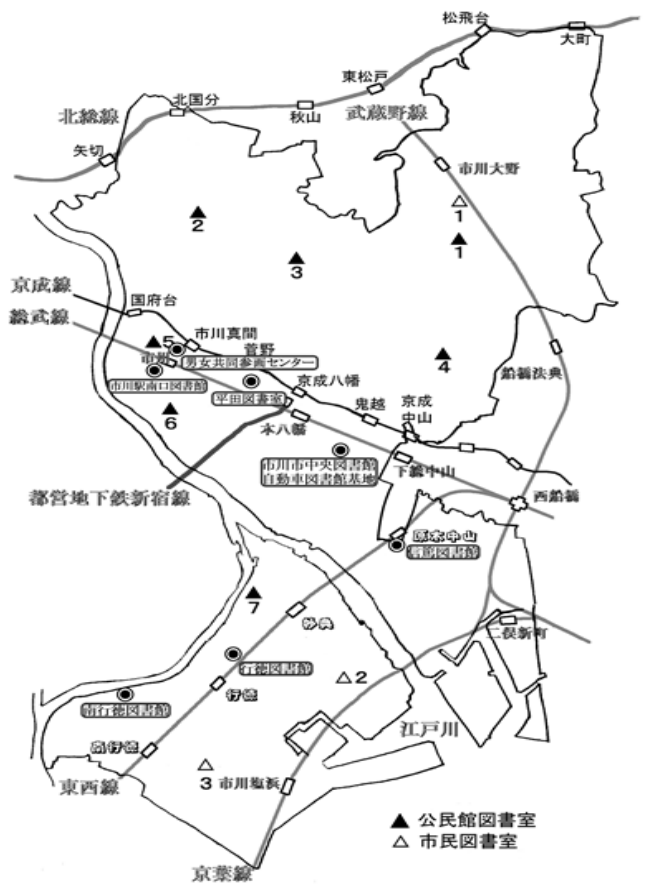 松飛台
大町
東松戸
北国分
北総線
秋山
武蔵野線
矢切
市川大野
1
2
1
3
京成線
国府台
総武線
市川真間
5
菅野
市川
男女共同参画センター
4
船橋法典
市川駅南口図書館
京成八幡
平田図書室
鬼越
京成
中山
6
本八幡
市川市中央図書館
自動車図書館基地
下総中山
都営地下鉄新宿線
西船橋
原木中山
信篤図書館
7
妙典
二俣新町
行徳図書館
2
行徳
南行徳図書館
江戸川
南行徳
3
市川塩浜
東西線
▲ 公民館図書室
△ 市民図書室
京葉線